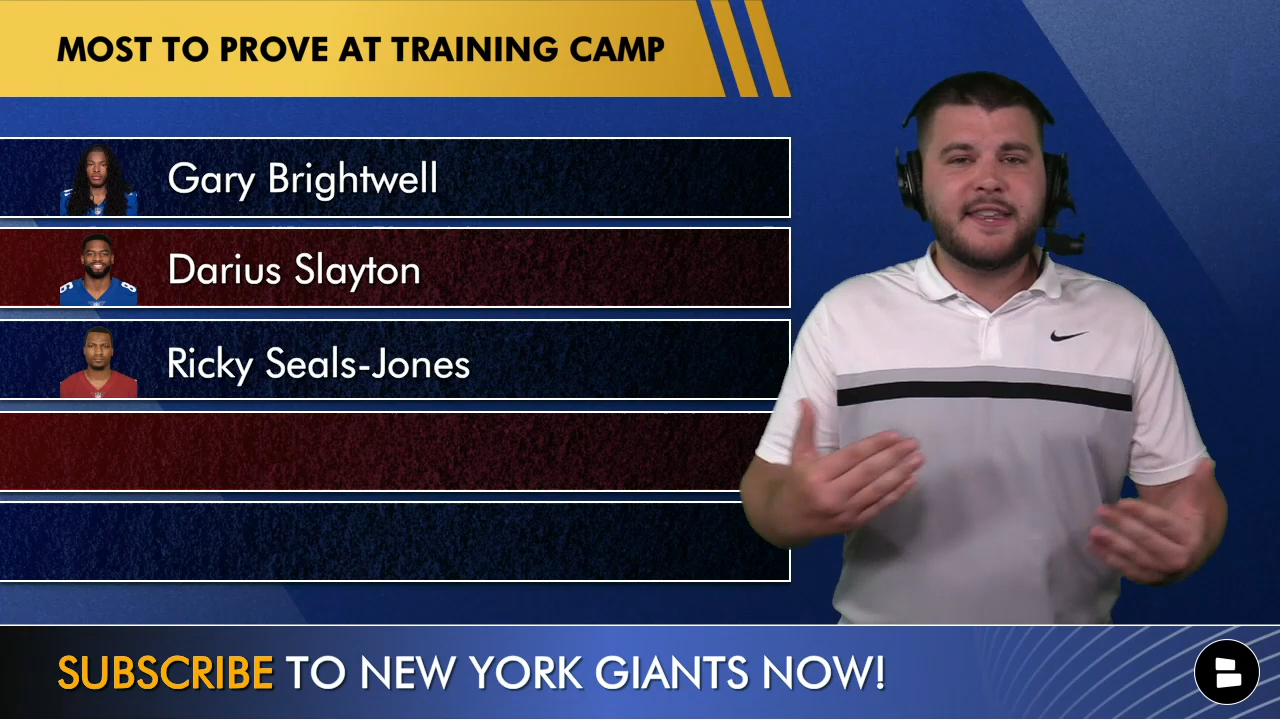 MOST TO PROVE AT TRAINING CAMP
Gary Brightwell
Darius Slayton
Ricky Seals-Jones
SUBSCRIBE TO NEW YORK GIANTS NOW!